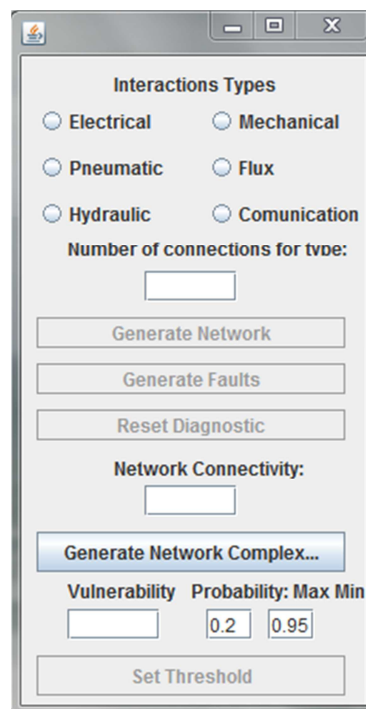 Interactions Types
Electrical Mechanical
Pneumatic Flux
Hydraulic Comunication
Number of connections for type:
Generate Network
Generate Faults
Reset Diagnostic
Network Connectivity:
Generate Network Complex...
Vulnerability Probability: Max Min
0.2 0.95
Set Threshold